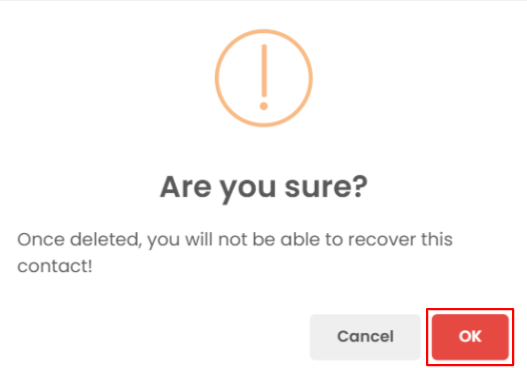 Are you sure?
Once deleted, you will not be able to recover this
contact!
Cancel
OK